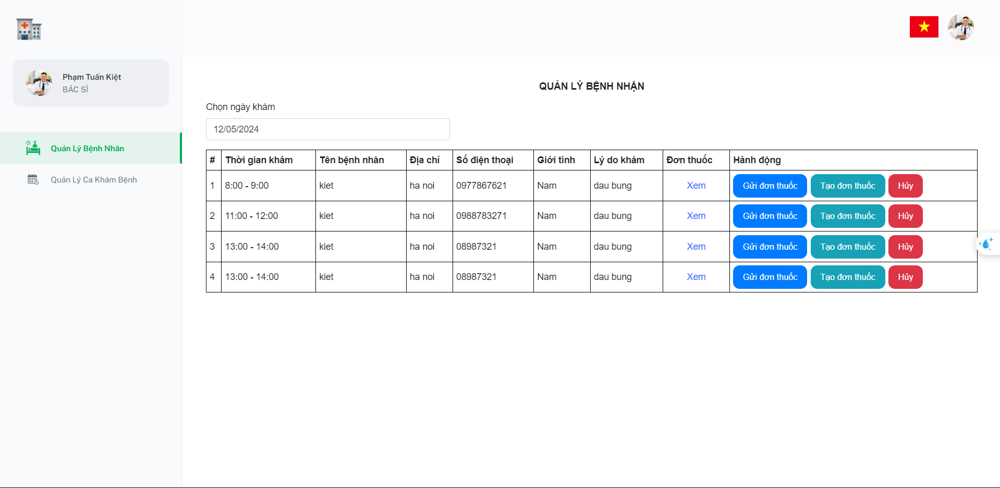 Phạm Tuấn Kiệt
BÁC SĨ
Quản Lý Bệnh Nhân
Quản Lý Ca Khám Bệnh
QUẢN LÝ BỆNH NHẬN
Chọn ngày khám
12/05/2024
# Thời gian khám Tên bệnh nhân Địa chỉ Số điện thoại Giới tính Lý do khám Đơn thuốc Hành động
1 8:00 - 9:00 kiet ha noi 0977867621 Nam dau bung Xem Gửi đơn thuốc Tạo đơn thuốc Hủy
2 11:00 - 12:00 kiet ha noi 0988783271 Nam dau bung Xem Gửi đơn thuốc Tạo đơn thuốc Hủy
3 13:00 - 14:00 kiet ha noi 08987321 Nam dau bung Xem Gửi đơn thuốc Tạo đơn thuốc Hủy
4 13:00 - 14:00 kiet ha noi 08987321 Nam dau bung Xem Gửi đơn thuốc Tạo đơn thuốc Hủy